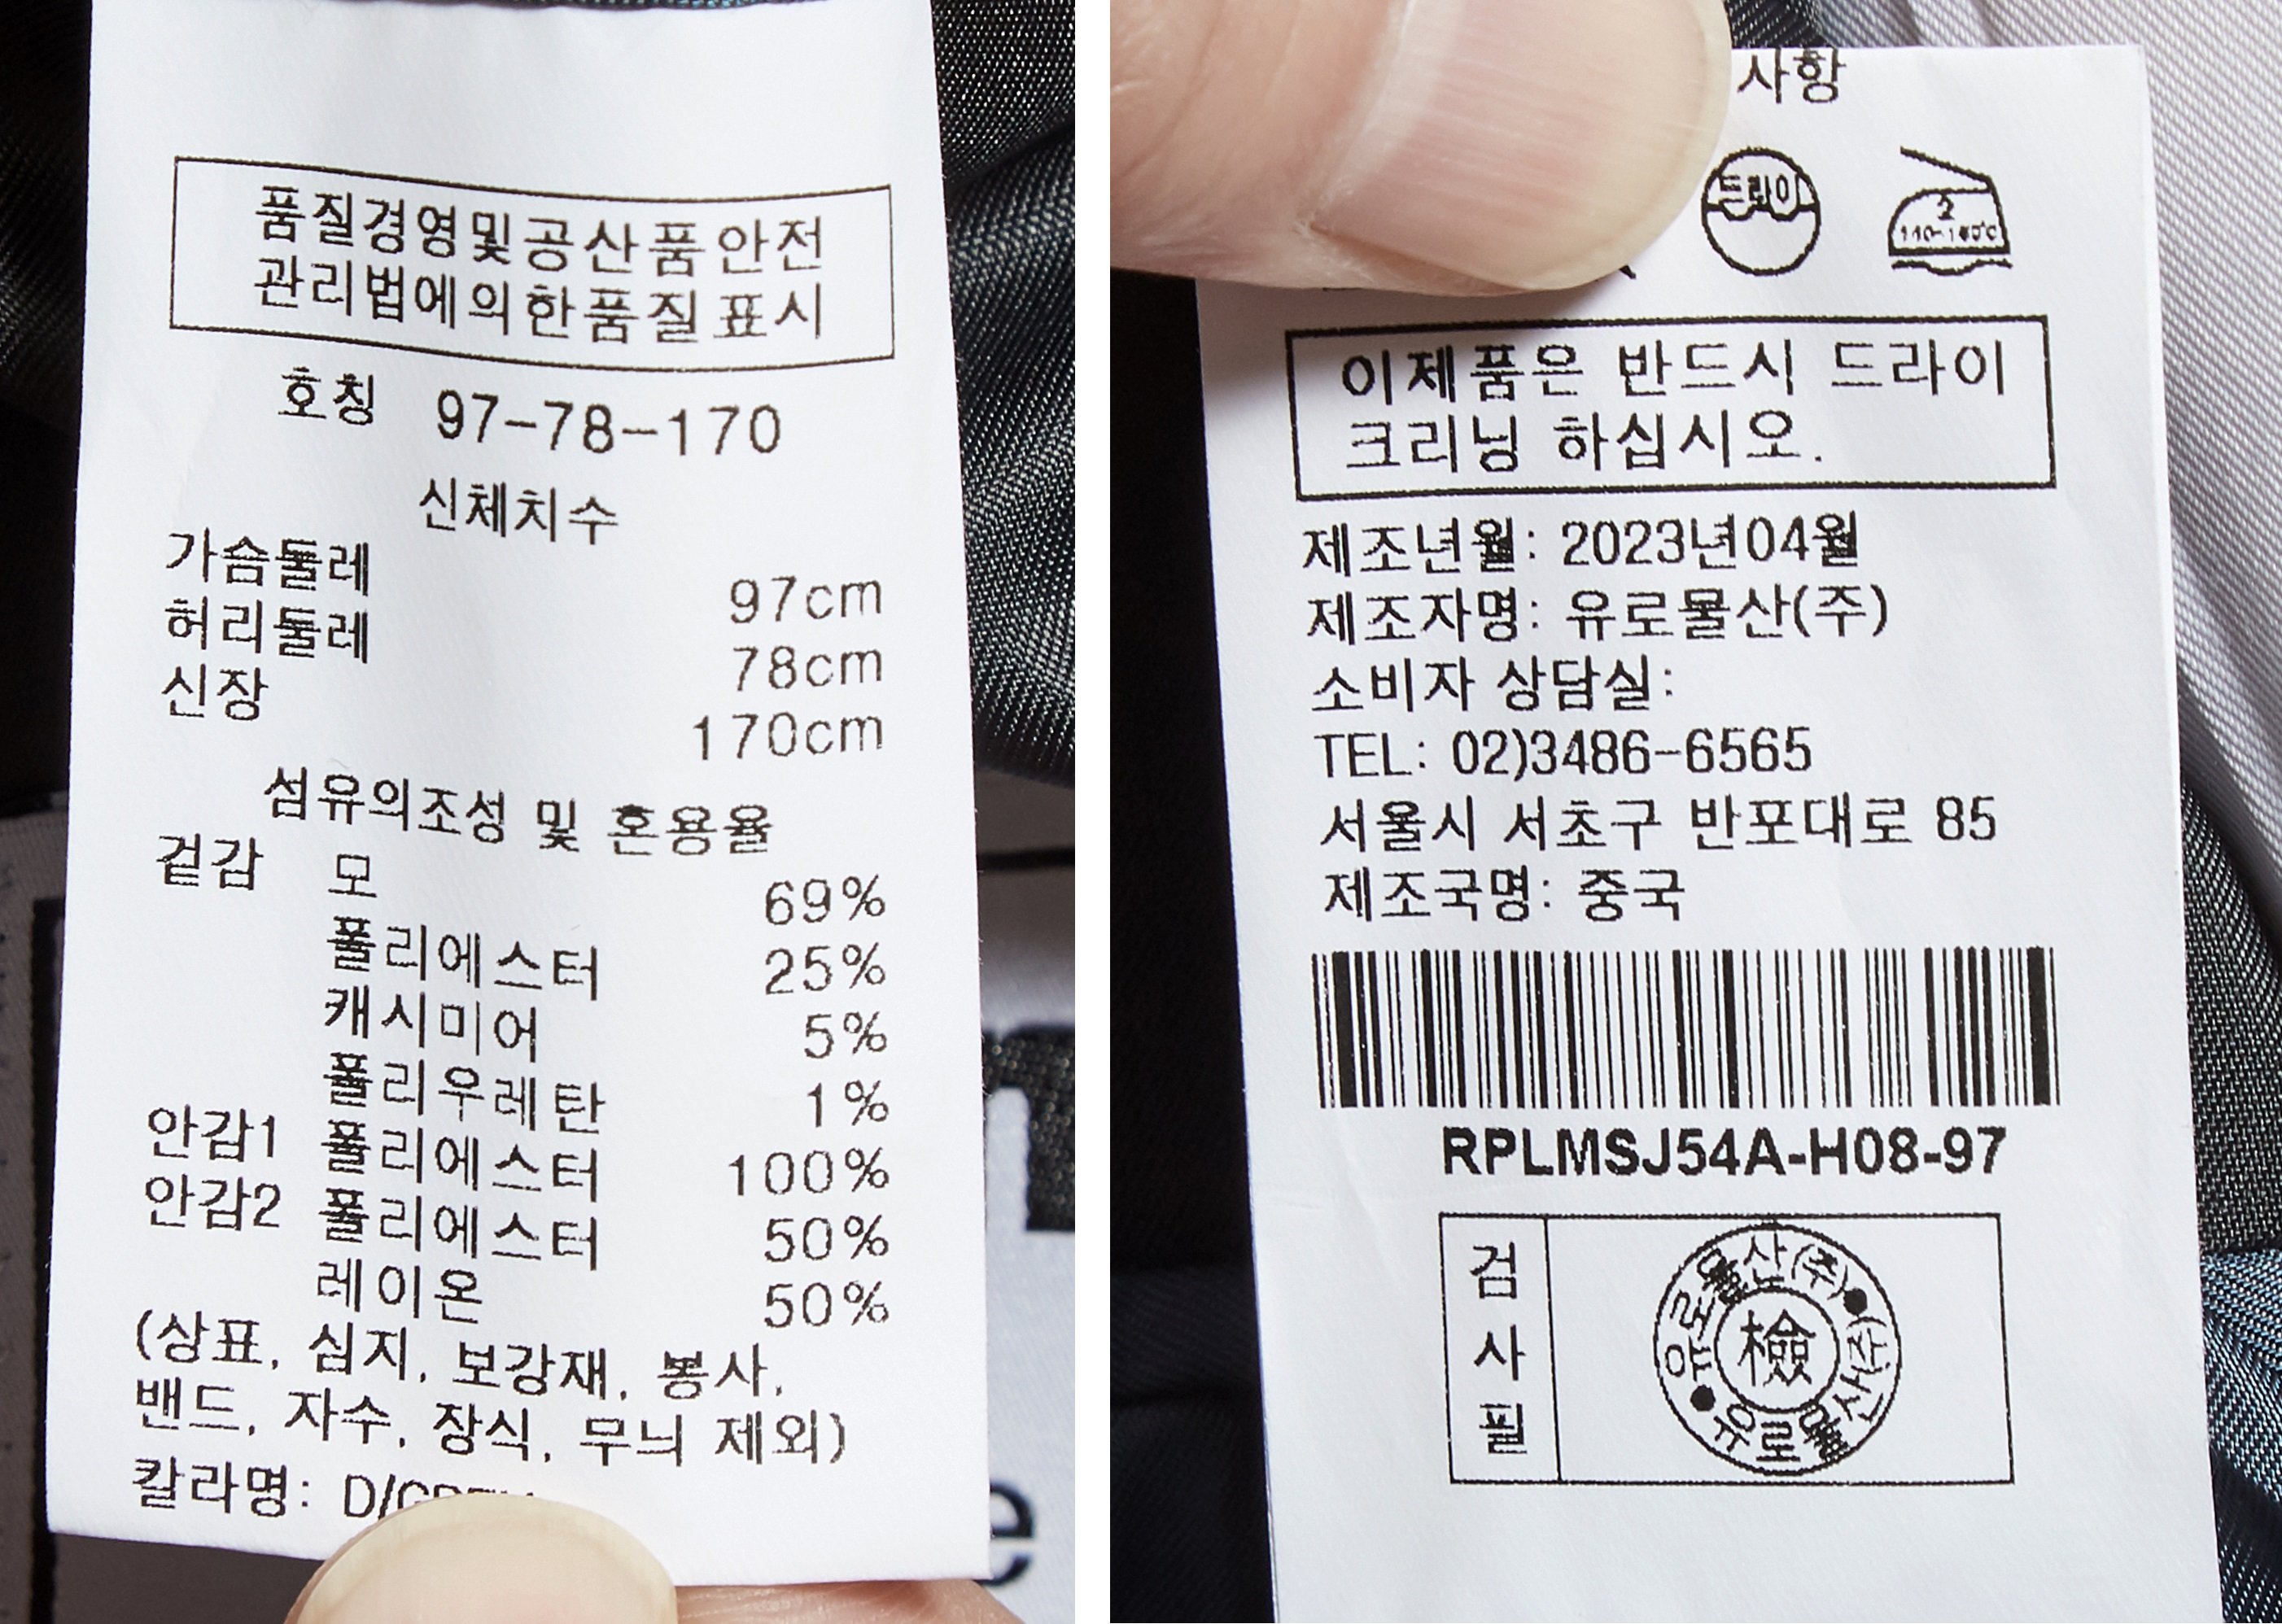 품질경영및공산품안전
관리법에의한품질표시
호칭 97-78-170
신체치수
가슴둘레 97cm
허리둘레 78cm
신장 170cm
섬유의조성 및 혼용율
겉감 모 69%
폴리에스터 25%
캐시미어 5%
폴리우레탄 1%
안감1 폴리에스터 100%
안감2 폴리에스터 50%
레이온 50%
(상표, 심지, 보강재, 봉사,
밴드, 자수, 장식, 무늬 제외)
칼라명:
e
사항
드라이
2
140-160℃
이제품은 반드시 드라이
크리닝 하십시오.
제조년월: 2023년04월
제조자명: 유로물산(주)
소비자 상담실:
TEL: 02)3486-6565
서울시 서초구 반포대로 85
제조국명: 중국
RPLMSJ54A-H08-97
검사필
유로물산(주)
檢
유로물산(주)